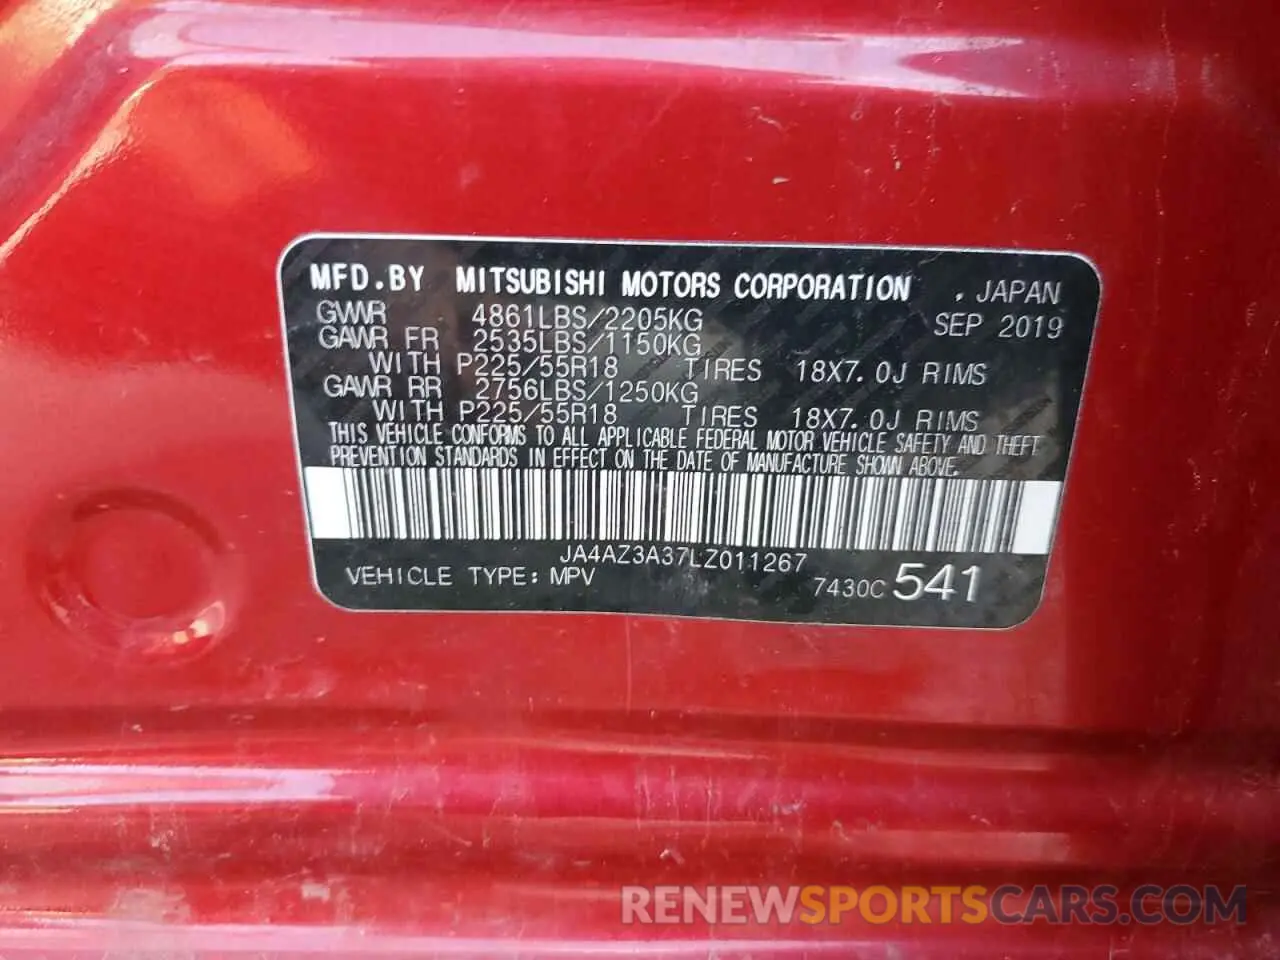 MFD.BY MITSUBISHI MOTORS CORPORATION , JAPAN
GVWR 4861LBS/2205KG SEP 2019
GAWR FR 2535LBS/1150KG
WITH P225/55R18 TIRES 18X7.0J RIMS
GAWR RR 2756LBS/1250KG
WITH P225/55R18 TIRES 18X7.0J RIMS
THIS VEHICLE CONFORMS TO ALL APPLICABLE FEDERAL MOTOR VEHICLE SAFETY AND THEFT
PREVENTION STANDARDS IN EFFECT ON THE DATE OF MANUFACTURE SHOWN ABOVE.
JA4AZ3A37LZ011267
VEHICLE TYPE: MPV 7430C 541
RENEWSPORTSCARS.COM